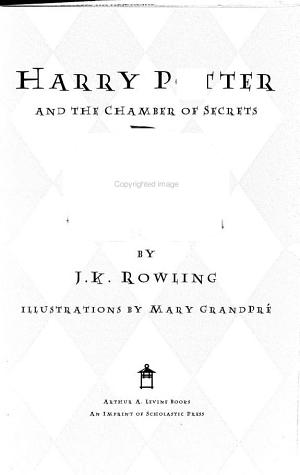 HARRY P TTER
AND THE CHAMBER OF SECRETS
Copyrighted image
BY
J.K. ROWLING
ILLUSTRATIONS BY MARY GRANDPRÉ
ARTHUR A. LEVINE BOOKS
AN IMPRINT OF SCHOLASTIC PRESS